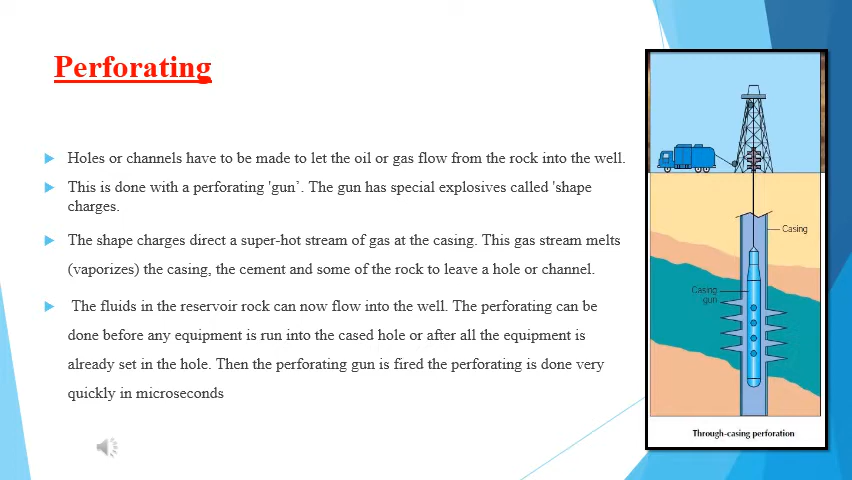 Perforating
Holes or channels have to be made to let the oil or gas flow from the rock into the well.
This is done with a perforating 'gun’. The gun has special explosives called 'shape
charges.
The shape charges direct a super-hot stream of gas at the casing. This gas stream melts
(vaporizes) the casing, the cement and some of the rock to leave a hole or channel.
The fluids in the reservoir rock can now flow into the well. The perforating can be
done before any equipment is run into the cased hole or after all the equipment is
already set in the hole. Then the perforating gun is fired the perforating is done very
quickly in microseconds
Casing
Casing
gun
Through-casing perforation